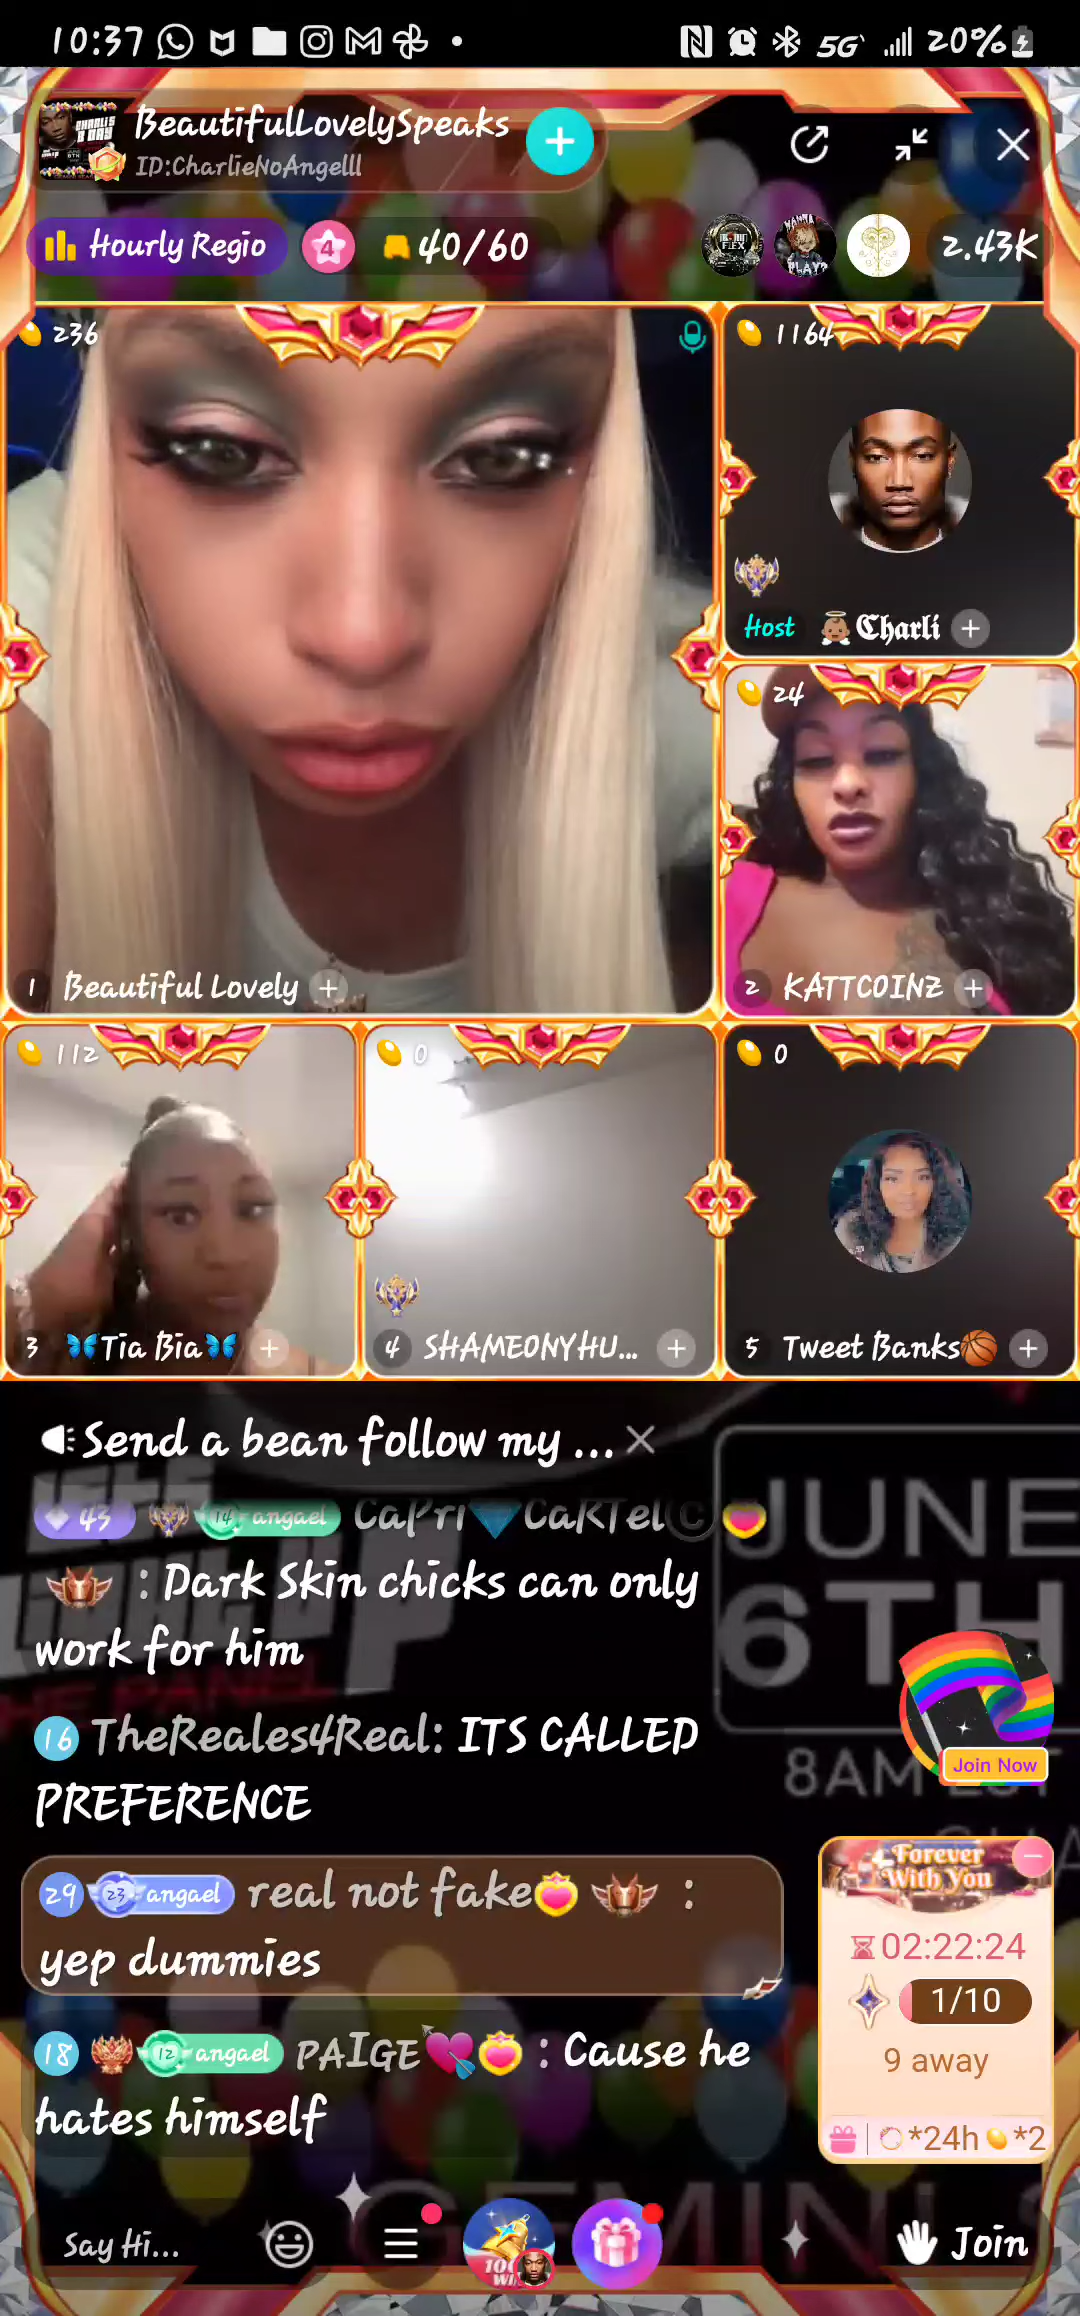 10:37
5G
20%
BeautifulLovelySpeaks
ID:CharlieNoAngelll
Hourly Regio
4
40/60
2.43K
236
1164
Host
Charli
24
1 Beautiful Lovely
2 KATTCOINZ
112
0
0
3 🦋Tia Bia🦋
4 SHAMEONYHU...
5 Tweet Banks🏀
Send a bean follow my ...
JUNE
6TH
43 14 angael CaPri💎CaRTel©
: Dark Skin chicks can only
work for him
16 TheReales4Real: ITS CALLED
PREFERENCE
Join Now
8AM EST
29 23 angael real not fake :
yep dummies
Forever
With You
02:22:24
1/10
9 away
*24h *2
18 12 angael PAIGE💘 : Cause he
hates himself
GEMINI
Say Hi...
Join